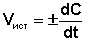 Vист = ± dC/dt